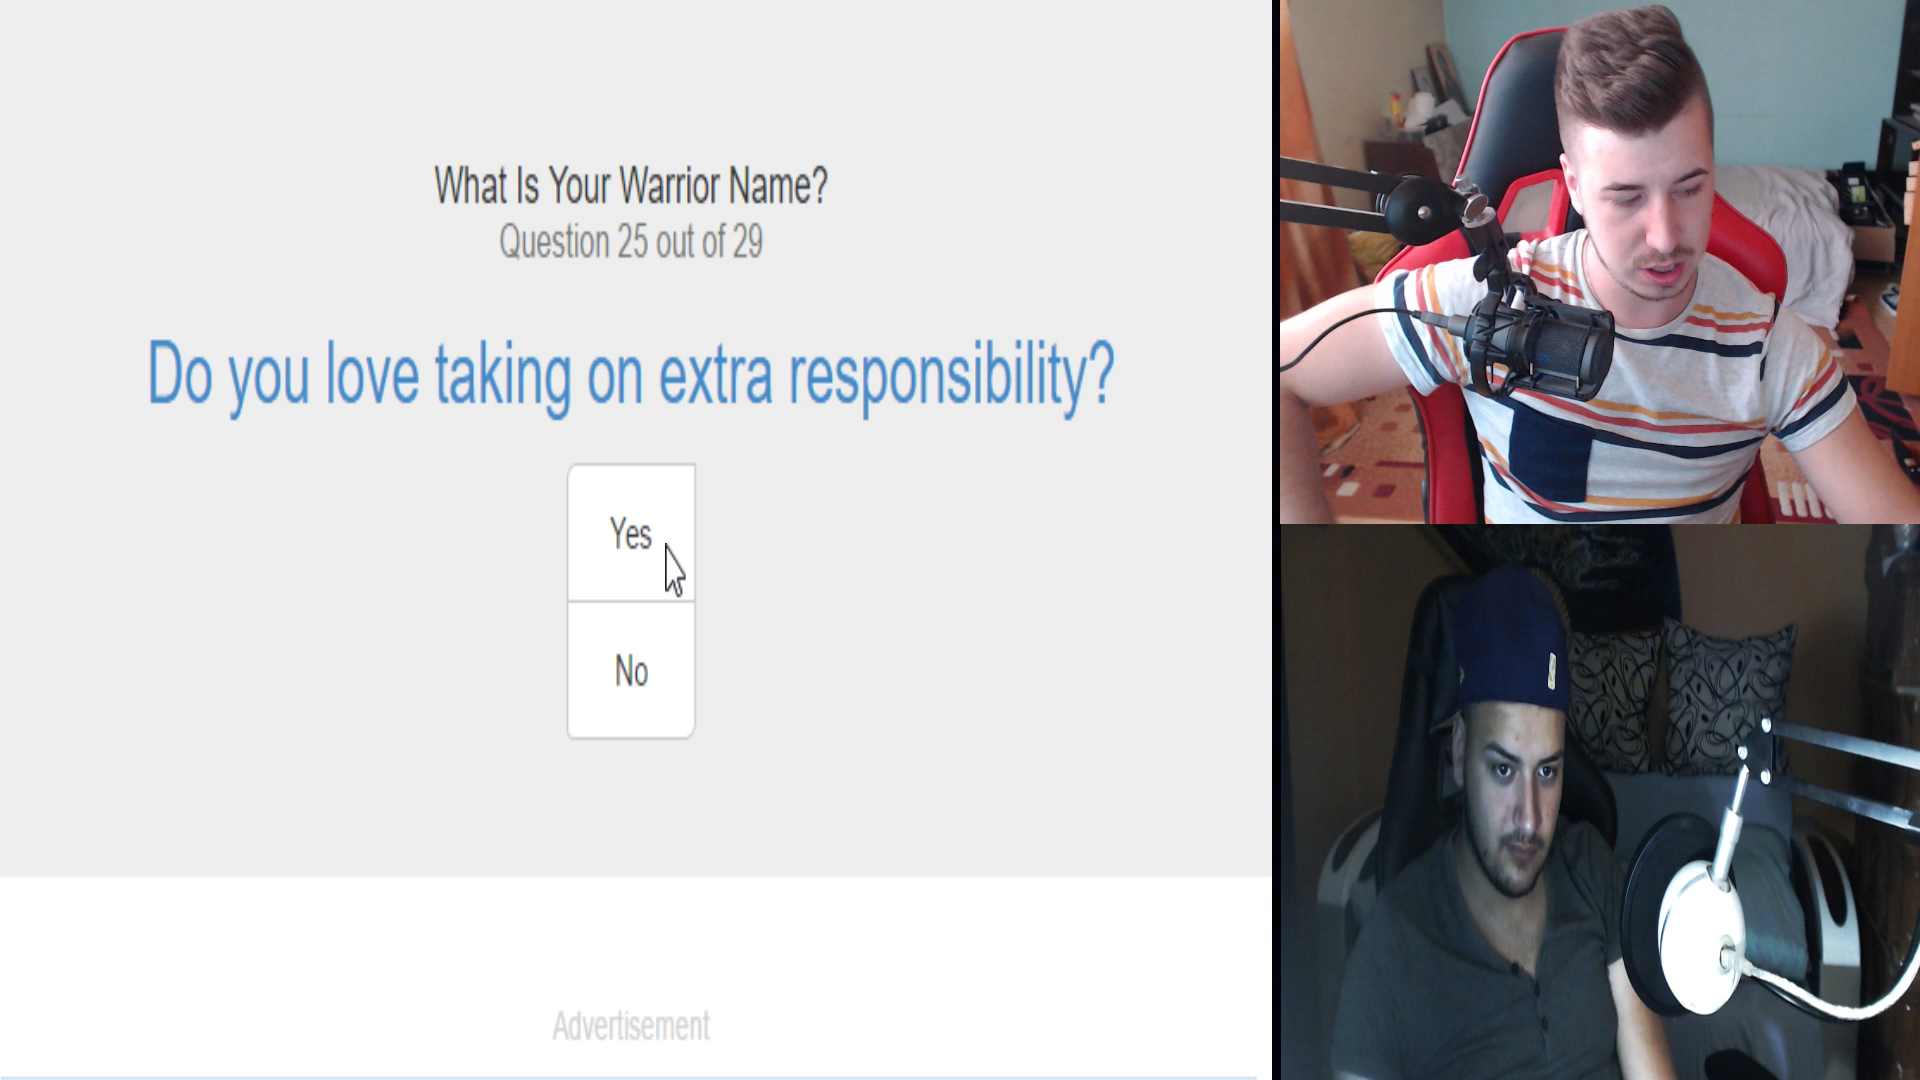 What Is Your Warrior Name?
Question 25 out of 29
Do you love taking on extra responsibility?
Yes
No
Advertisement